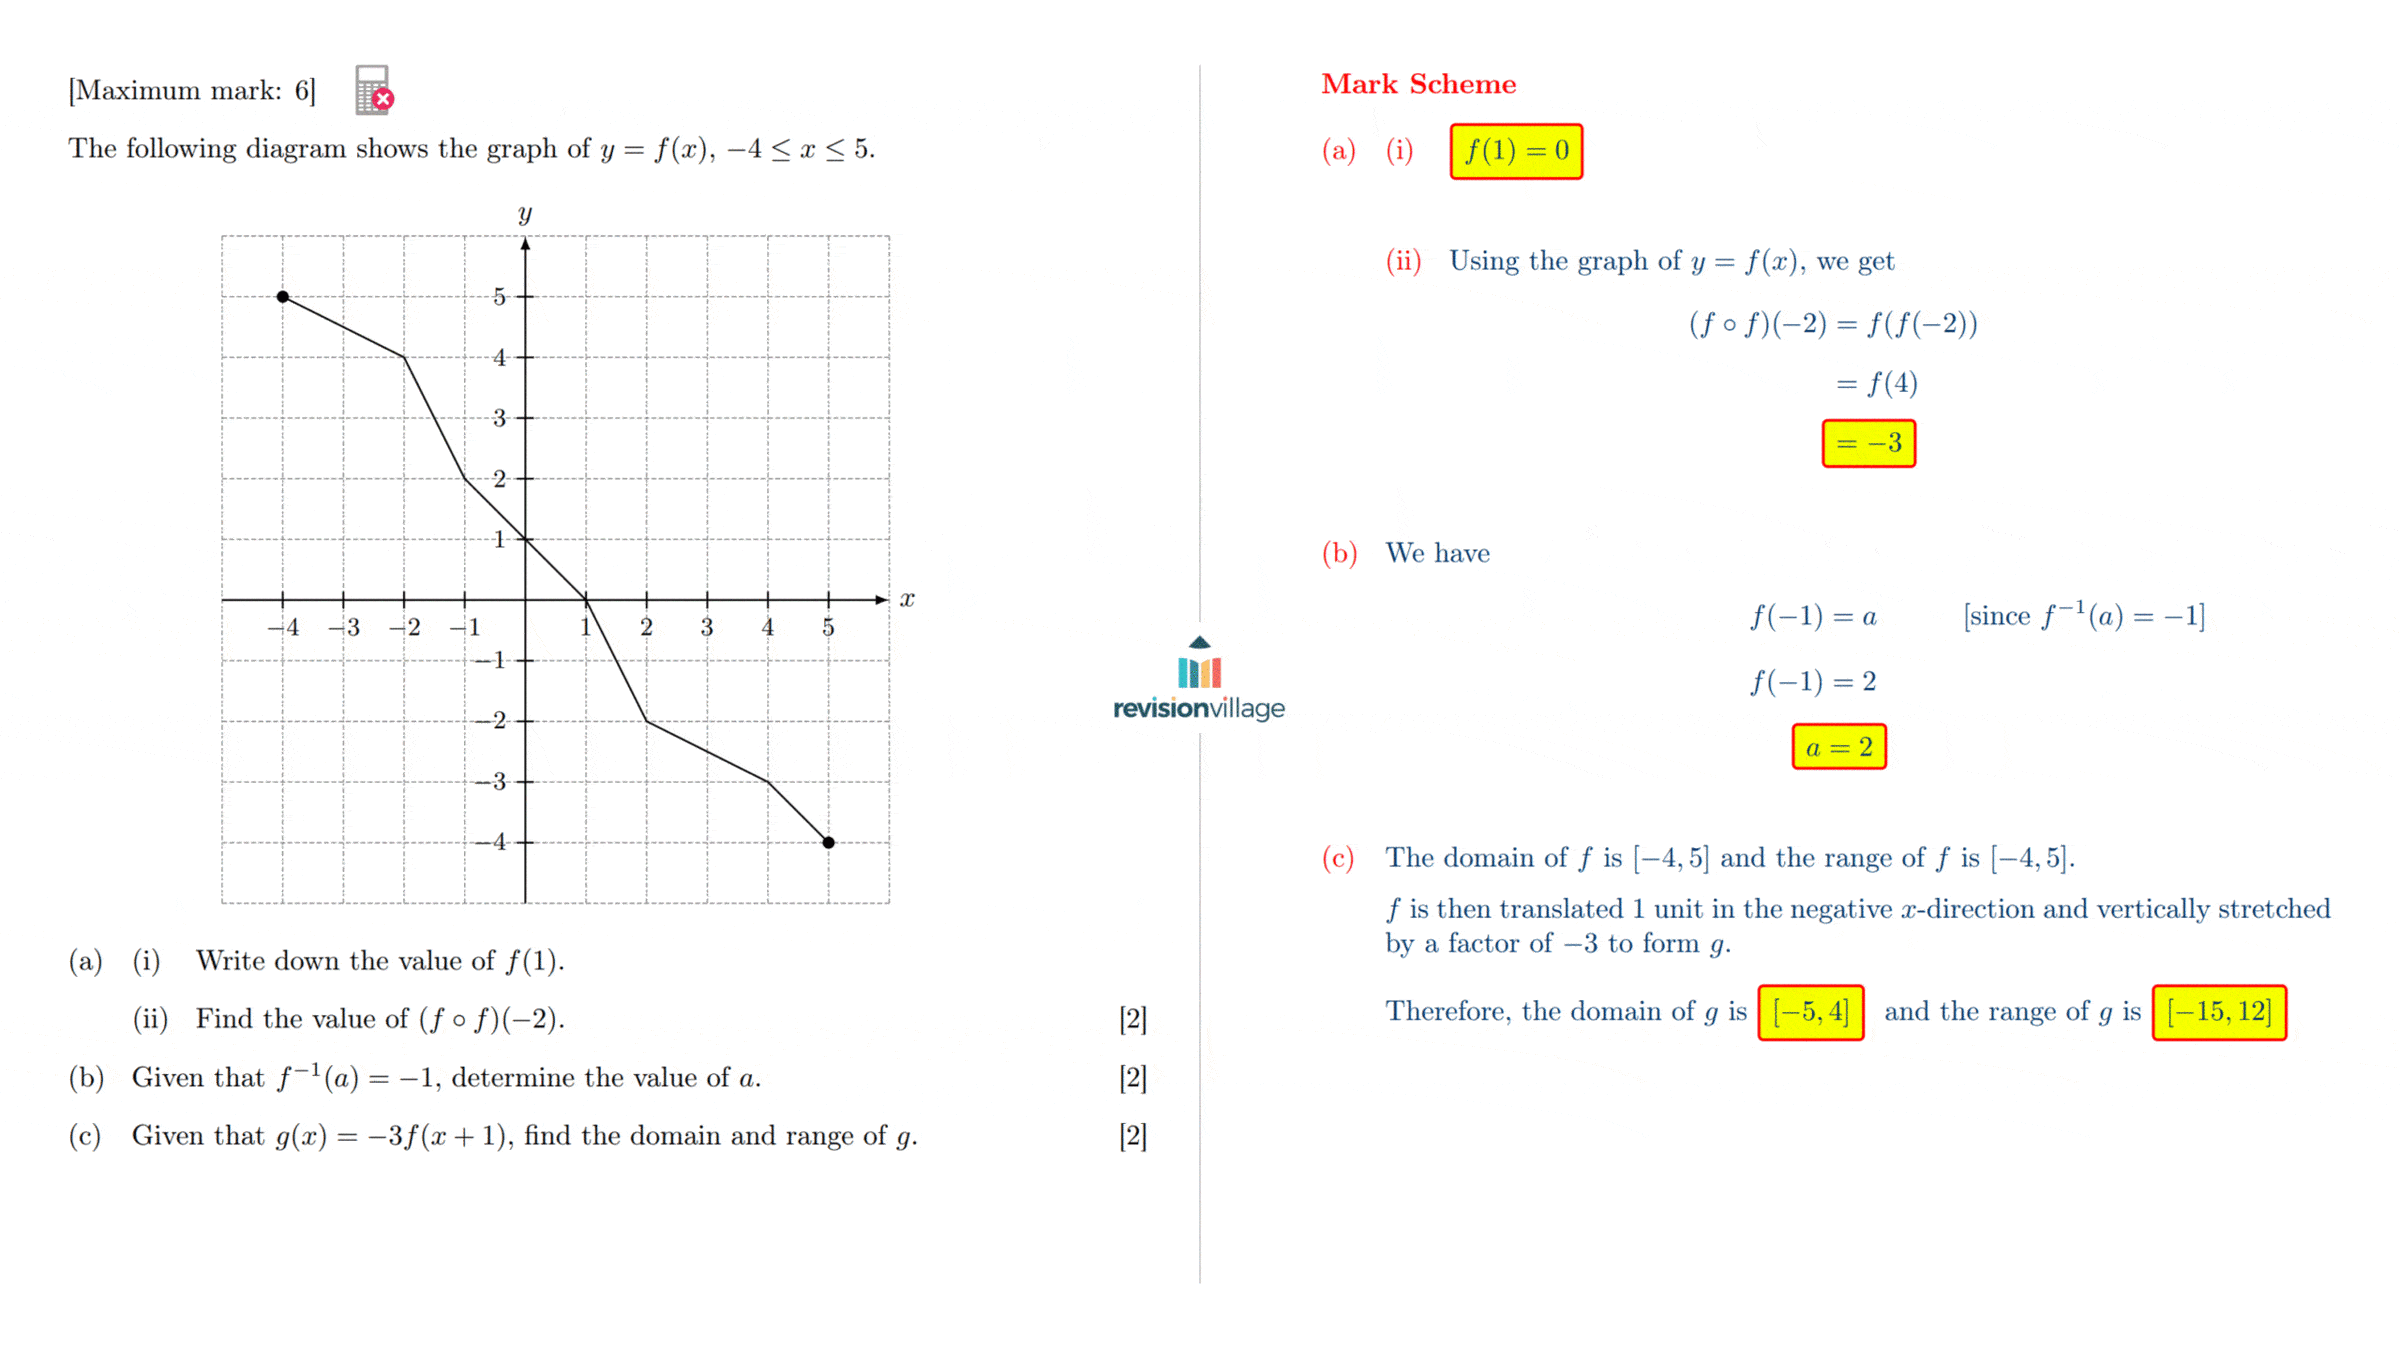 [Maximum mark: 6]
The following diagram shows the graph of y = f(x), −4 ≤ x ≤ 5.
y
5
4
3
2
1
x
−4 −3 −2 −1 1 2 3 4 5
−1
−2
−3
−4
(a) (i) Write down the value of f(1).
(ii) Find the value of (f ∘ f)(−2). [2]
(b) Given that f⁻¹(a) = −1, determine the value of a. [2]
(c) Given that g(x) = −3f(x + 1), find the domain and range of g. [2]
revisionvillage
Mark Scheme
(a) (i) f(1) = 0
(ii) Using the graph of y = f(x), we get
(f ∘ f)(−2) = f(f(−2))
= f(4)
= −3
(b) We have
f(−1) = a [since f⁻¹(a) = −1]
f(−1) = 2
a = 2
(c) The domain of f is [−4, 5] and the range of f is [−4, 5].
f is then translated 1 unit in the negative x-direction and vertically stretched
by a factor of −3 to form g.
Therefore, the domain of g is [−5, 4] and the range of g is [−15, 12]